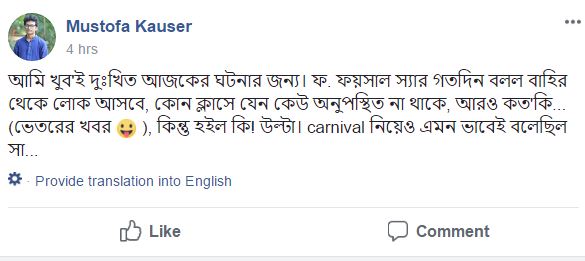 Mustofa Kauser
4 hrs
আমি খুব'ই দুঃখিত আজকের ঘটনার জন্য। ফ. ফয়সাল স্যার গতদিন বলল বাহির
থেকে লোক আসবে, কোন ক্লাসে যেন কেউ অনুপস্থিত না থাকে, আরও কত'কি...
(ভেতরের খবর 😛 ), কিন্তু হইল কি! উল্টা। carnival নিয়েও এমন ভাবেই বলেছিল
সা...
Provide translation into English
Like
Comment